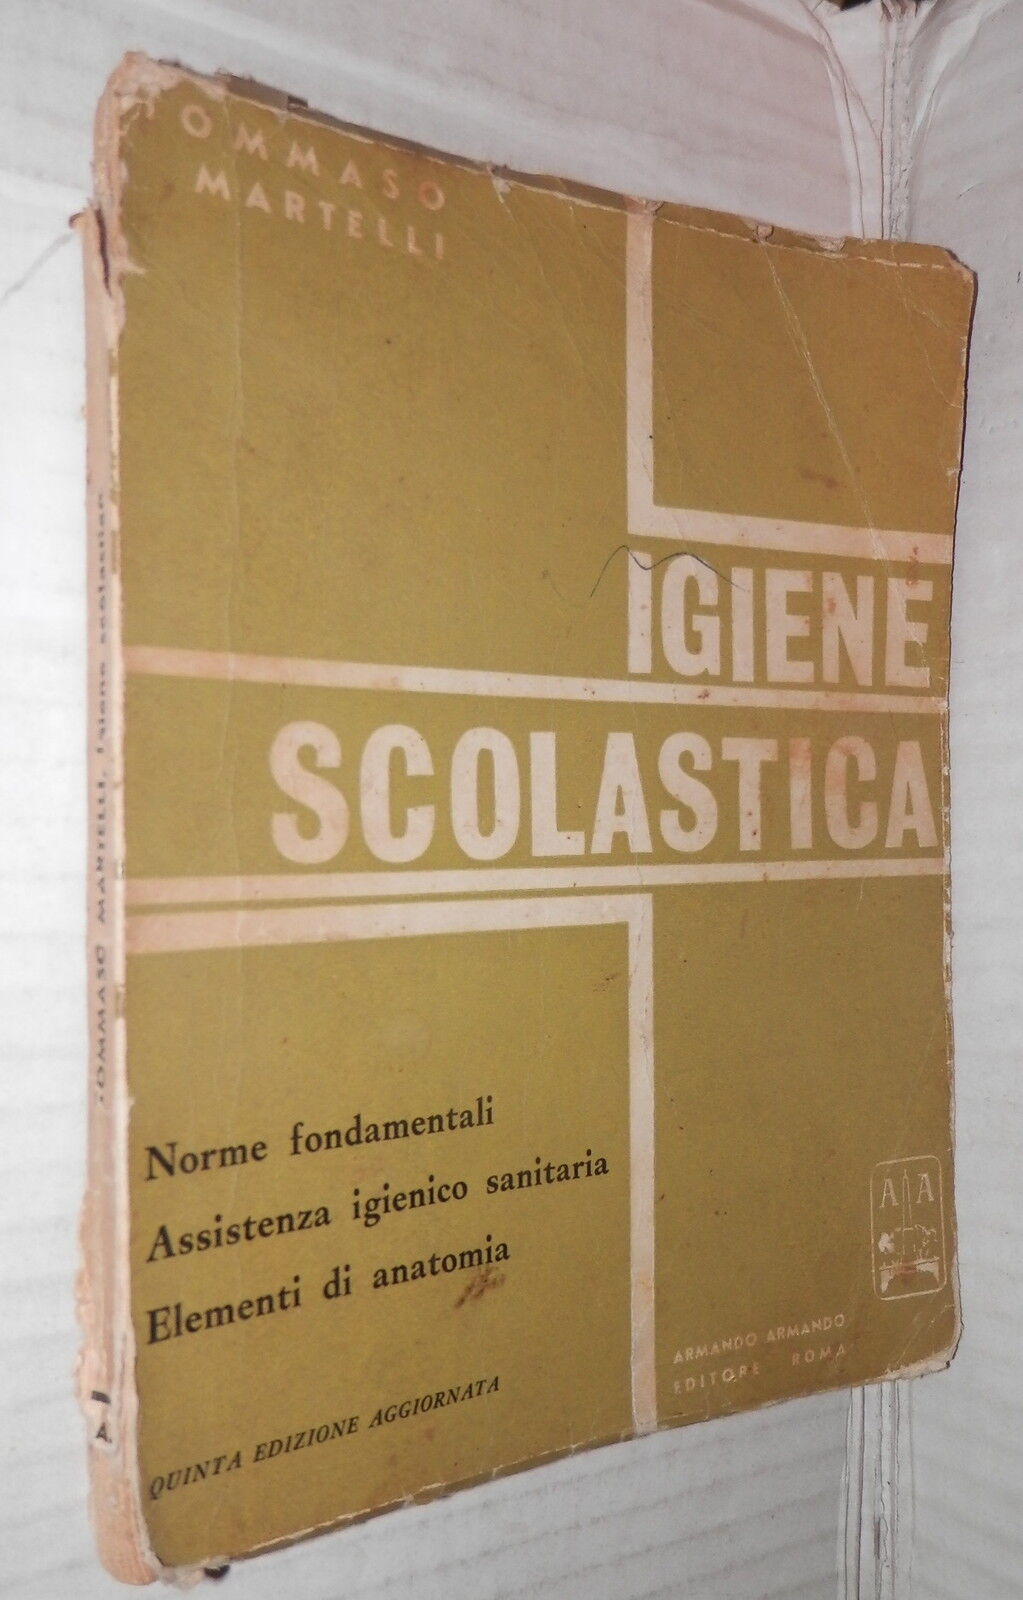 OMMASO
MARTELLI
IGIENE
SCOLASTICA
Norme fondamentali
Assistenza igienico sanitaria
Elementi di anatomia
QUINTA EDIZIONE AGGIORNATA
A A
ARMANDO ARMANDO
EDITORE ROMA
TOMMASO MARTELLI, Igiene scolastica
A.